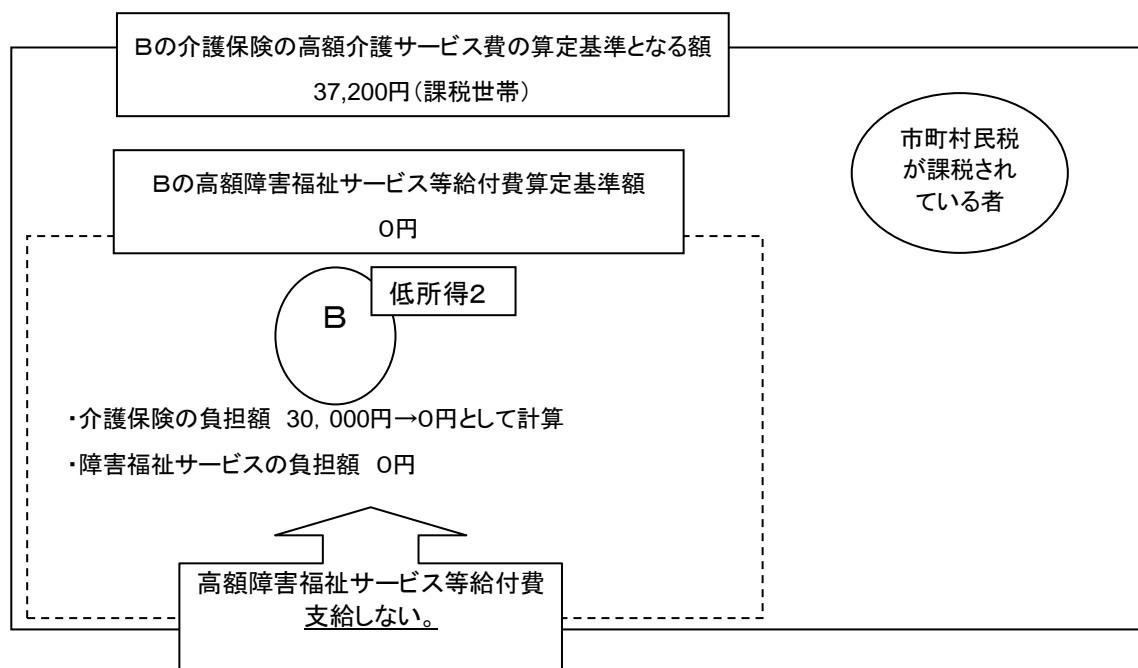 Bの介護保険の高額介護サービス費の算定基準となる額
37,200円(課税世帯)
市町村民税
が課税され
ている者
Bの高額障害福祉サービス等給付費算定基準額
0円
低所得2
B
・介護保険の負担額 30,000円→0円として計算
・障害福祉サービスの負担額 0円
高額障害福祉サービス等給付費
支給しない。